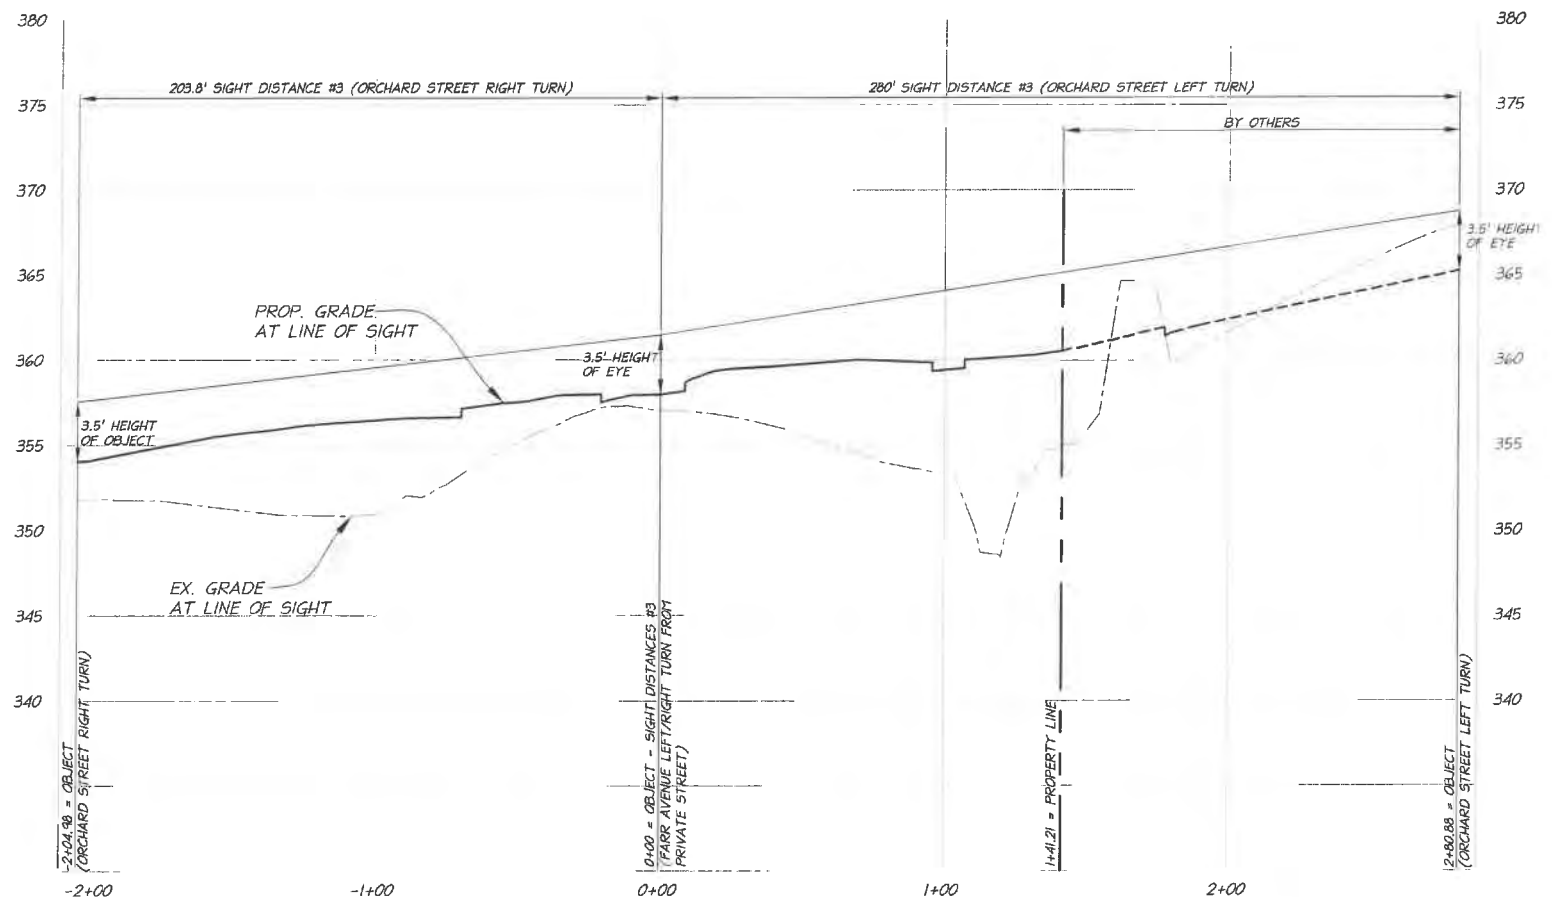 380
380
203.8' SIGHT DISTANCE #3 (ORCHARD STREET RIGHT TURN)
280' SIGHT DISTANCE #3 (ORCHARD STREET LEFT TURN)
375
375
BY OTHERS
370
370
3.5' HEIGHT
OF EYE
365
365
PROP. GRADE
AT LINE OF SIGHT
360
3.5' HEIGHT
OF EYE
360
3.5' HEIGHT
OF OBJECT
355
355
350
350
EX. GRADE
AT LINE OF SIGHT
345
345
340
340
-2+04.98 = OBJECT
(ORCHARD STREET RIGHT TURN)
0+00 = OBJECT - SIGHT DISTANCES #3
(FARR AVENUE LEFT/RIGHT TURN FROM
PRIVATE STREET)
1+41.21 = PROPERTY LINE
2+80.88 = OBJECT
(ORCHARD STREET LEFT TURN)
-2+00
-1+00
0+00
1+00
2+00